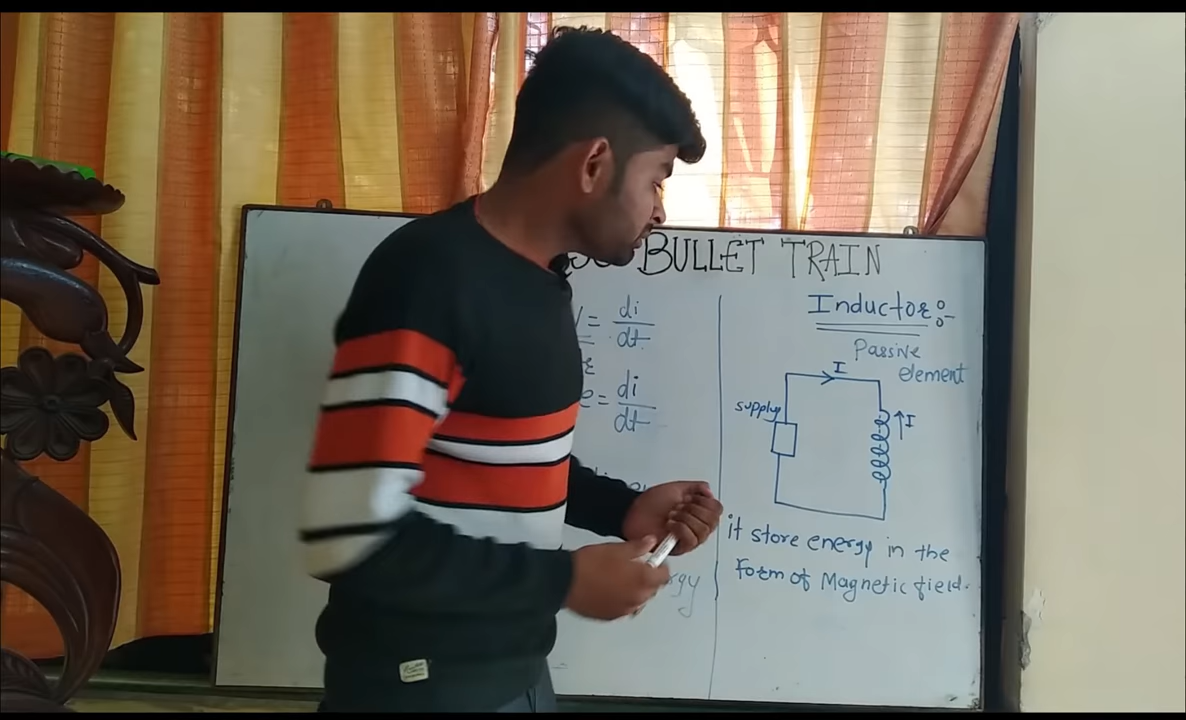 BULLET TRAIN
V = di
dt
e = di
dt
Inductor :-
Passive
element
I
supply
I
it store energy in the
form of Magnetic field.